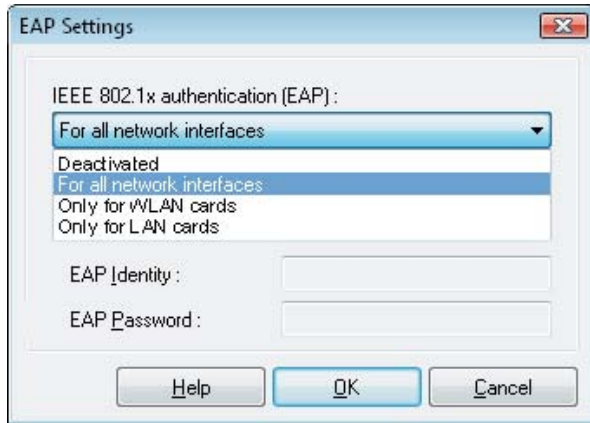 EAP Settings
IEEE 802.1x authentication (EAP) :
For all network interfaces
Deactivated
For all network interfaces
Only for WLAN cards
Only for LAN cards
EAP Identity :
EAP Password :
Help OK Cancel